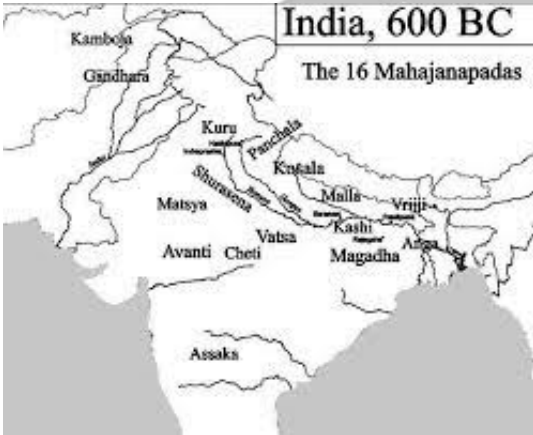 India, 600 BC
The 16 Mahajanapadas
Kamboja
Gandhara
Kuru
Panchala
Kosala
Shurasena
Malla
Vrijji
Matsya
Vatsa
Kashi
Anga
Avanti
Cheti
Magadha
Assaka